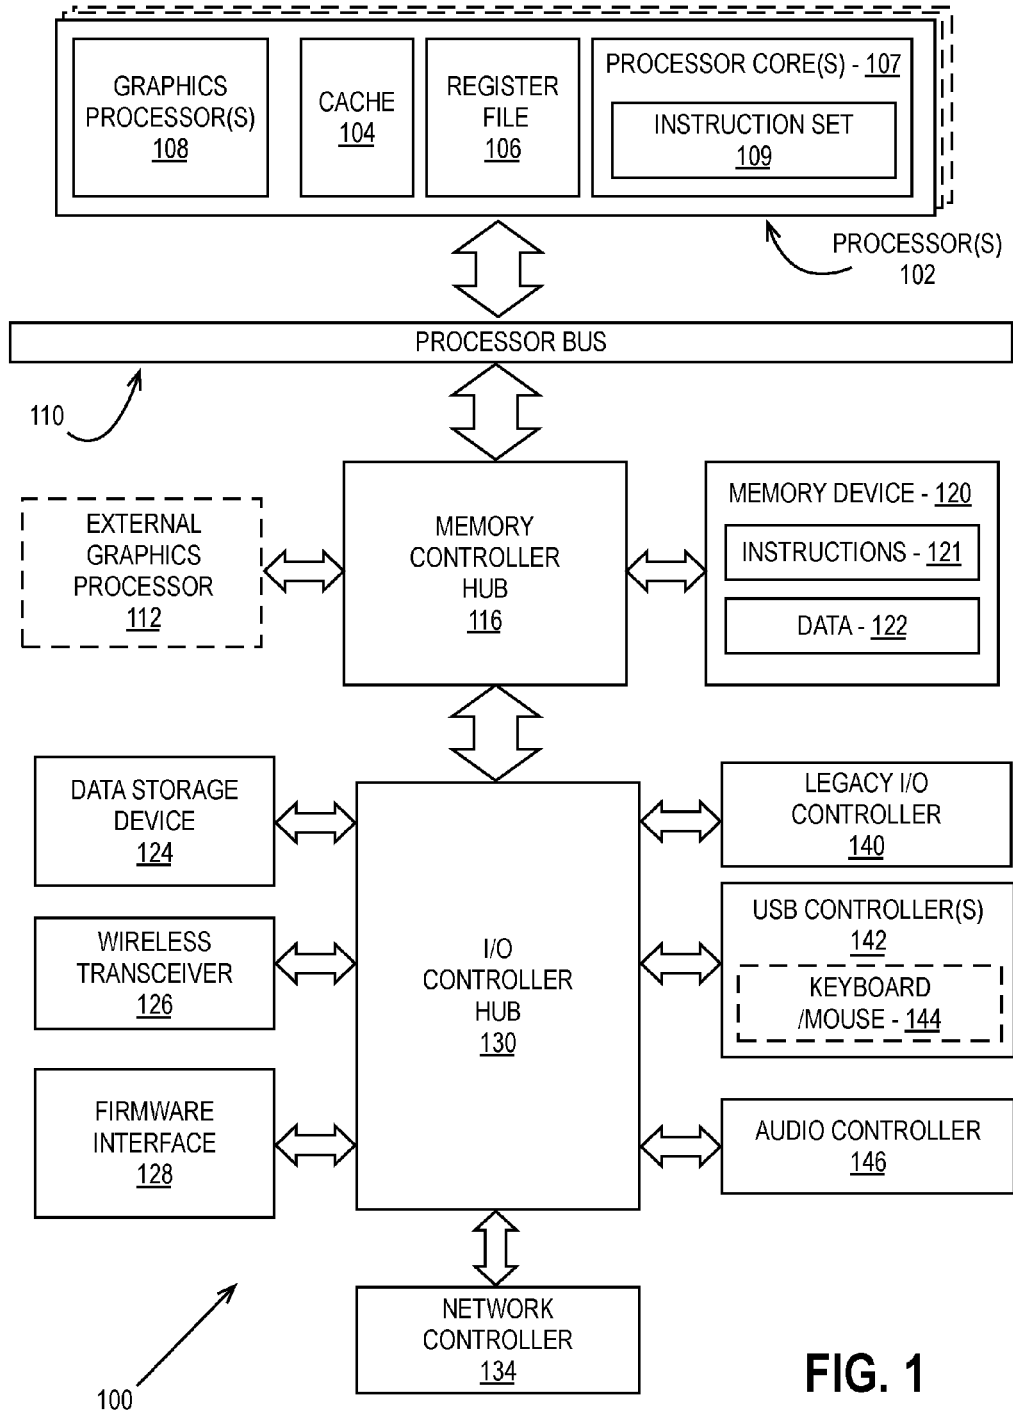 GRAPHICS
PROCESSOR(S)
108
CACHE
104
REGISTER
FILE
106
PROCESSOR CORE(S) - 107
INSTRUCTION SET
109
PROCESSOR(S)
102
PROCESSOR BUS
110
EXTERNAL
GRAPHICS
PROCESSOR
112
MEMORY
CONTROLLER
HUB
116
MEMORY DEVICE - 120
INSTRUCTIONS - 121
DATA - 122
DATA STORAGE
DEVICE
124
WIRELESS
TRANSCEIVER
126
FIRMWARE
INTERFACE
128
I/O
CONTROLLER
HUB
130
LEGACY I/O
CONTROLLER
140
USB CONTROLLER(S)
142
KEYBOARD
/MOUSE - 144
AUDIO CONTROLLER
146
NETWORK
CONTROLLER
134
100
FIG. 1